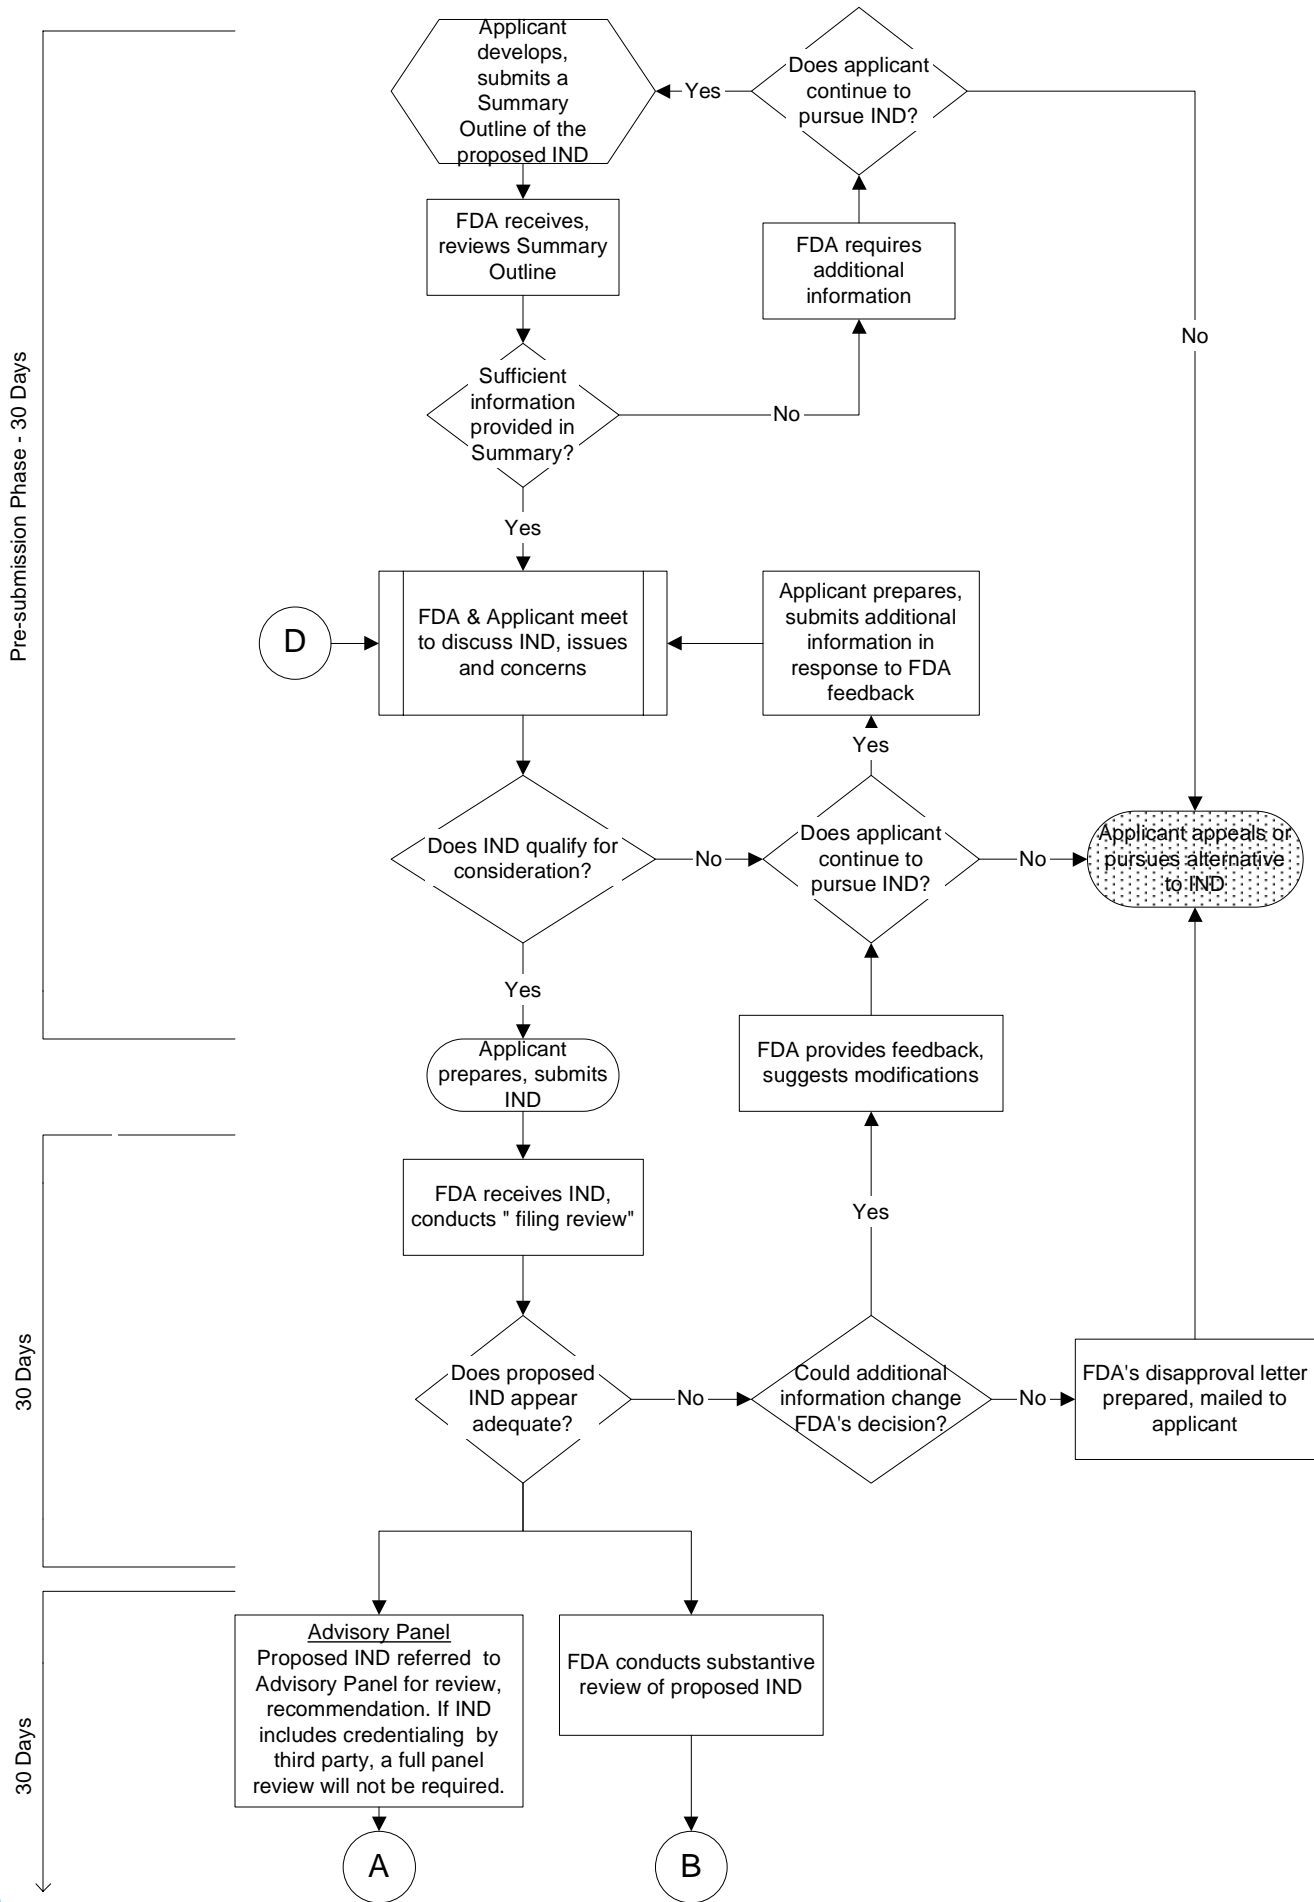 Applicant
develops,
submits a
Summary
Outline of the
proposed IND
Does applicant
continue to
pursue IND?
Yes
FDA receives,
reviews Summary
Outline
FDA requires
additional
information
No
Pre-submission Phase - 30 Days
Sufficient
information
provided in
Summary?
No
Yes
D
FDA & Applicant meet
to discuss IND, issues
and concerns
Applicant prepares,
submits additional
information in
response to FDA
feedback
Yes
Does IND qualify for
consideration?
No
Does applicant
continue to
pursue IND?
No
Applicant appeals or
pursues alternative
to IND
Yes
Applicant
prepares, submits
IND
FDA provides feedback,
suggests modifications
FDA receives IND,
conducts " filing review"
Yes
30 Days
Does proposed
IND appear
adequate?
No
Could additional
information change
FDA's decision?
No
FDA's disapproval letter
prepared, mailed to
applicant
30 Days
Advisory Panel
Proposed IND referred  to
Advisory Panel for review,
recommendation. If IND
includes credentialing  by
third party, a full panel
review will not be required.
FDA conducts substantive
review of proposed IND
A
B